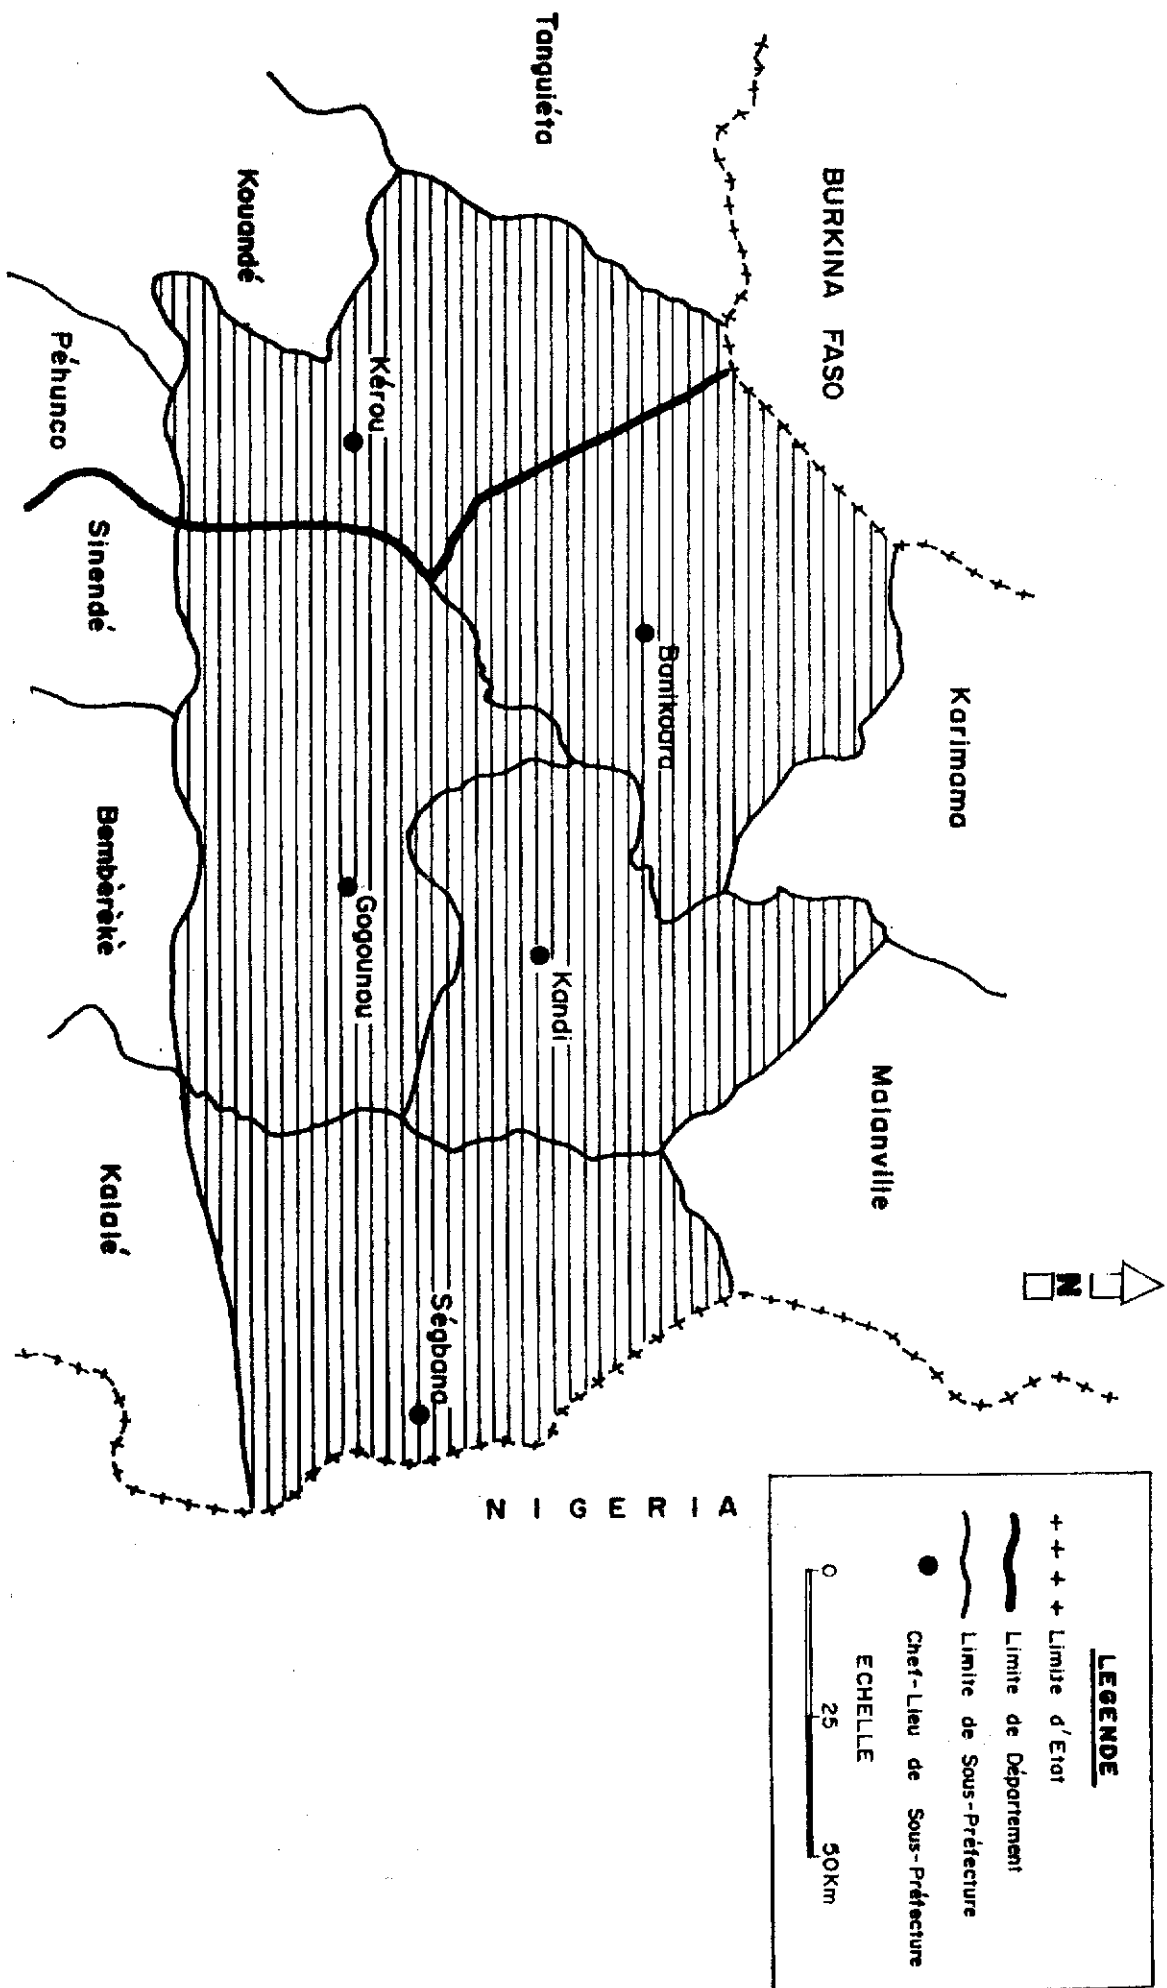 BURKINA FASO
Tanguiéta
Karimama
Malanville
N
Kouandé
Kérou
Banikoara
Kandi
Gogounou
Ségbana
Péhunco
Sinendé
Bembèrèkè
Kalalé
NIGERIA
LEGENDE
+ + + + Limite d'Etat
Limite de Département
Limite de Sous-Préfecture
Chef-Lieu de Sous-Préfecture
ECHELLE
0 25 50Km